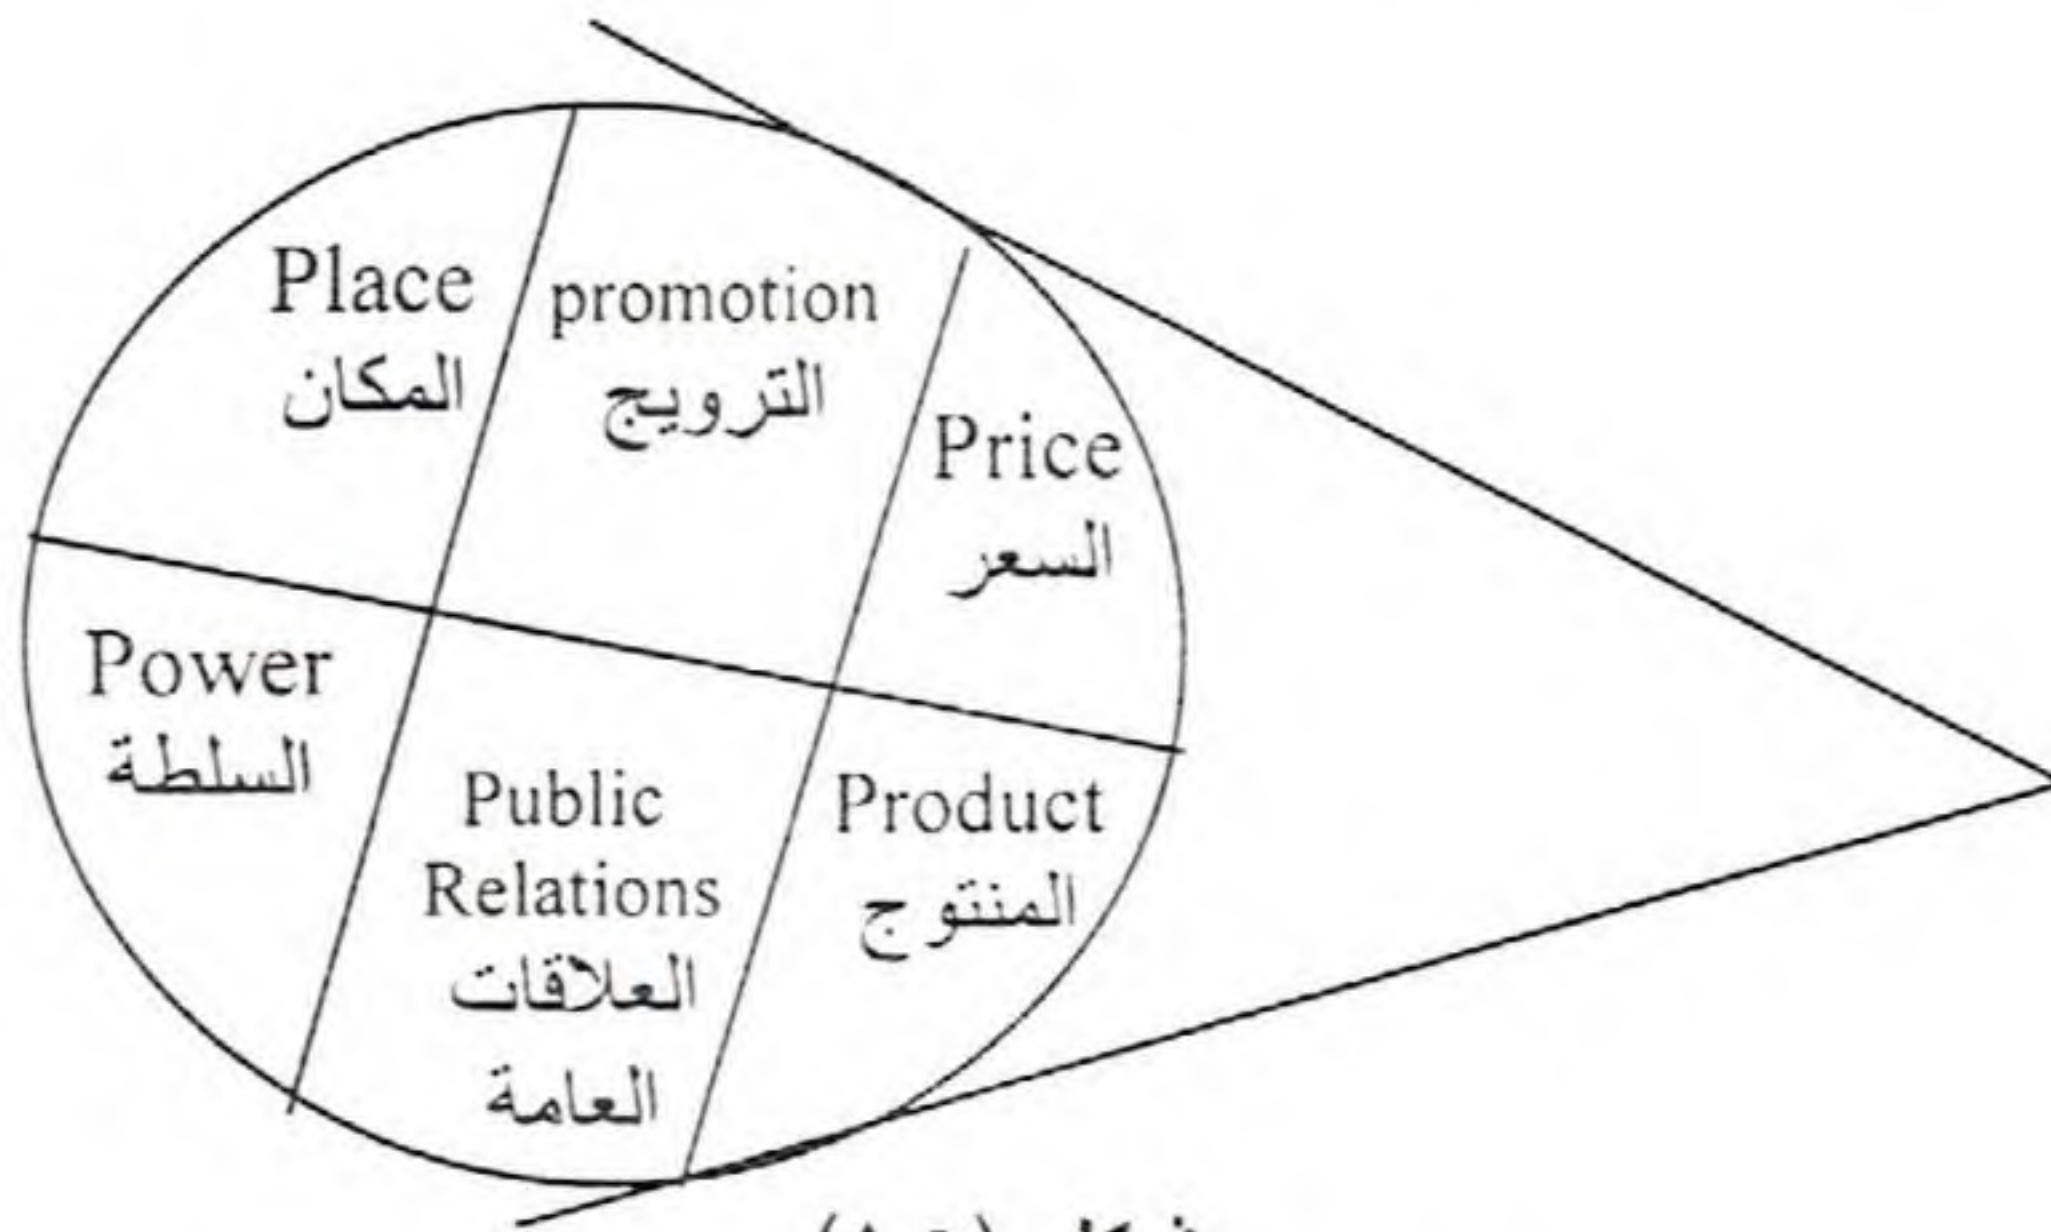 Place
المكان
promotion
الترويج
Price
السعر
Power
السلطة
Public
Relations
العلاقات
العامة
Product
المنتوج